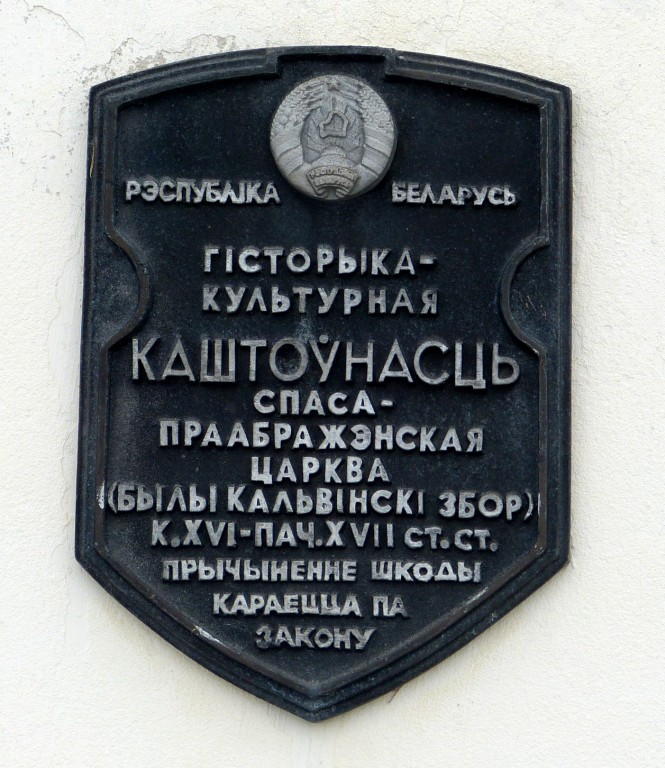 РЭСПУБЛІКА БЕЛАРУСЬ
ГІСТОРЫКА-
КУЛЬТУРНАЯ
КАШТОЎНАСЦЬ
СПАСА-
ПРААБРАЖЭНСКАЯ
ЦАРКВА
(БЫЛЫ КАЛЬВІНСКІ ЗБОР)
К.XVI-ПАЧ.XVII СТ.СТ.
ПРЫЧЫНЕННЕ ШКОДЫ
КАРАЕЦЦА ПА
ЗАКОНУ